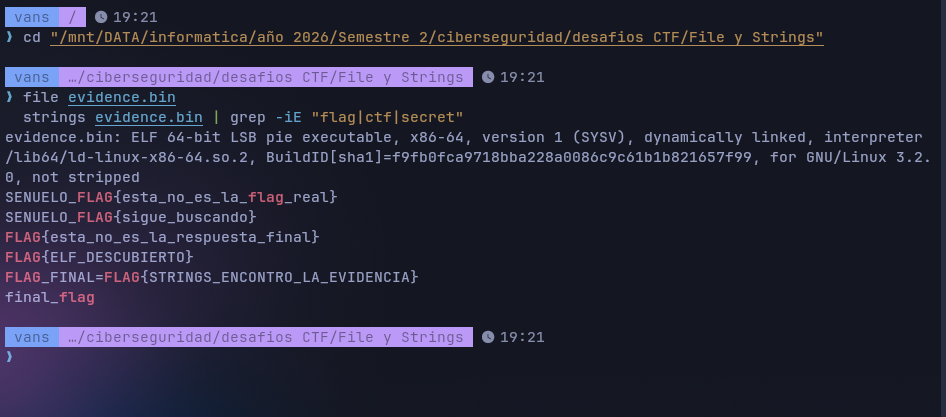 vans / 19:21
❯ cd "/mnt/DATA/informatica/año 2026/Semestre 2/ciberseguridad/desafios CTF/File y Strings"
vans …/ciberseguridad/desafios CTF/File y Strings 19:21
❯ file evidence.bin
strings evidence.bin | grep -iE "flag|ctf|secret"
evidence.bin: ELF 64-bit LSB pie executable, x86-64, version 1 (SYSV), dynamically linked, interpreter
/lib64/ld-linux-x86-64.so.2, BuildID[sha1]=f9fb0fca9718bba228a0086c9c61b1b821657f99, for GNU/Linux 3.2.
0, not stripped
SENUELO_FLAG{esta_no_es_la_flag_real}
SENUELO_FLAG{sigue_buscando}
FLAG{esta_no_es_la_respuesta_final}
FLAG{ELF_DESCUBIERTO}
FLAG_FINAL=FLAG{STRINGS_ENCONTRO_LA_EVIDENCIA}
final_flag
vans …/ciberseguridad/desafios CTF/File y Strings 19:21
❯